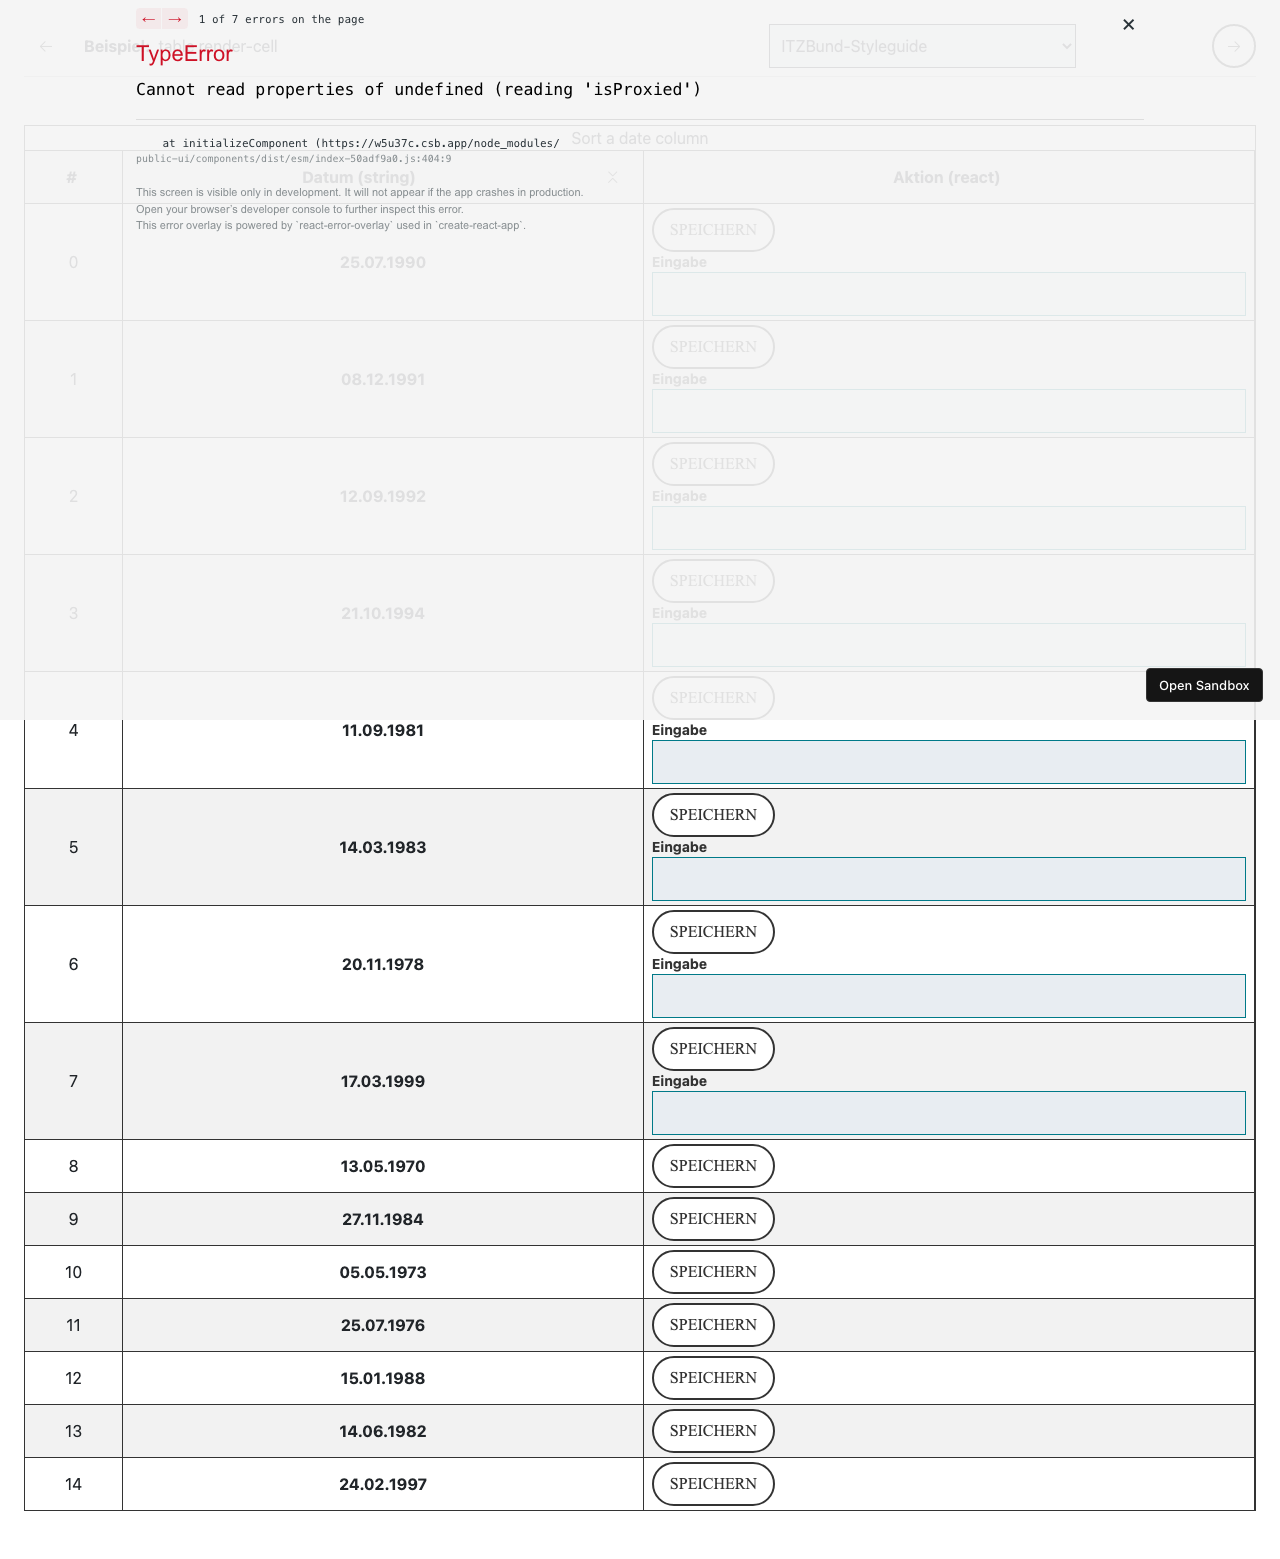 ← → 1 of 7 errors on the page ✕
← Beispiel table render-cell ITZBund-Styleguide →
TypeError
Cannot read properties of undefined (reading 'isProxied')
Sort a date column
at initializeComponent (https://w5u37c.csb.app/node_modules/
public-ui/components/dist/esm/index-50adf9a0.js:404:9
# Datum (string) Aktion (react)
This screen is visible only in development. It will not appear if the app crashes in production.
Open your browser’s developer console to further inspect this error.
This error overlay is powered by `react-error-overlay` used in `create-react-app`.
SPEICHERN
0 25.07.1990 Eingabe
SPEICHERN
1 08.12.1991 Eingabe
SPEICHERN
2 12.09.1992 Eingabe
SPEICHERN
3 21.10.1994 Eingabe
Open Sandbox
SPEICHERN
4 11.09.1981 Eingabe
SPEICHERN
5 14.03.1983 Eingabe
SPEICHERN
6 20.11.1978 Eingabe
SPEICHERN
7 17.03.1999 Eingabe
8 13.05.1970 SPEICHERN
9 27.11.1984 SPEICHERN
10 05.05.1973 SPEICHERN
11 25.07.1976 SPEICHERN
12 15.01.1988 SPEICHERN
13 14.06.1982 SPEICHERN
14 24.02.1997 SPEICHERN